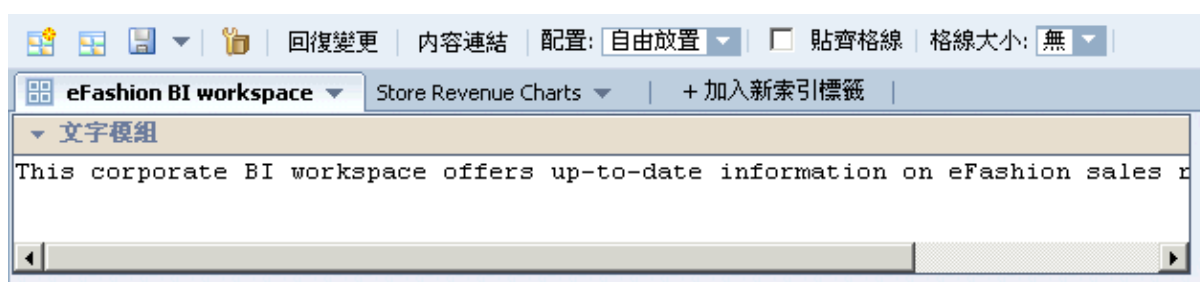 回復變更 內容連結 配置: 自由放置 貼齊格線 格線大小: 無
eFashion BI workspace Store Revenue Charts + 加入新索引標籤
文字模組
This corporate BI workspace offers up-to-date information on eFashion sales